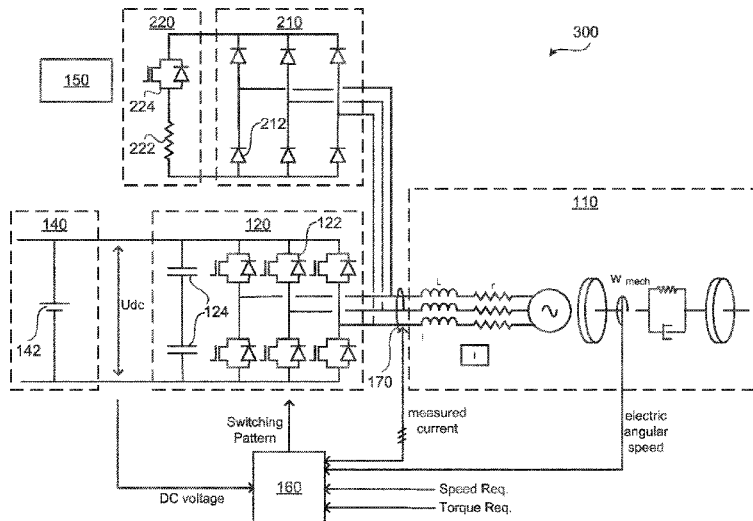 220
210
300
150
224
222
212
110
140
120
122
W mech
L
r
Udc
124
142
I
170
measured
current
Switching
Pattern
electric
angular
speed
160
DC voltage
Speed Req.
Torque Req.